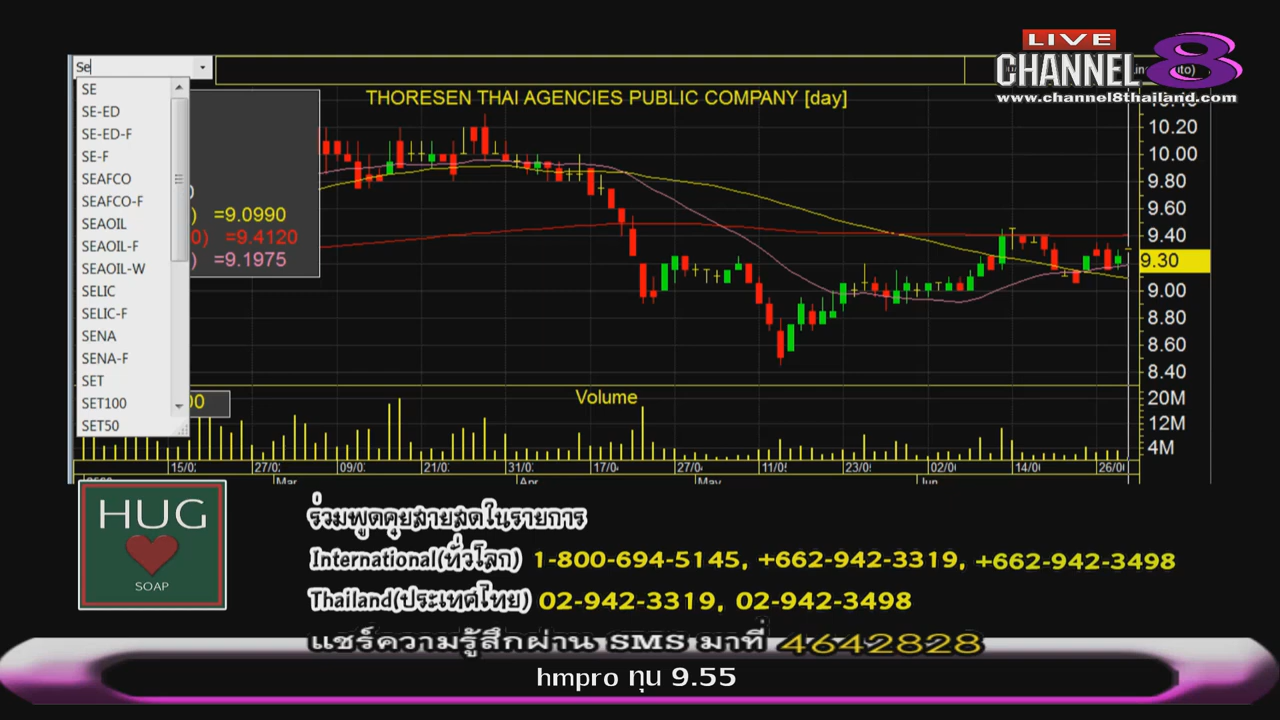 LIVE
CHANNEL 8
www.channel8thailand.com
Se
SE
SE-ED
SE-ED-F
SE-F
SEAFCO
SEAFCO-F
SEAOIL
SEAOIL-F
SEAOIL-W
SELIC
SELIC-F
SENA
SENA-F
SET
SET100
SET50
THORESEN THAI AGENCIES PUBLIC COMPANY [day]
) =9.0990
0) =9.4120
) =9.1975
10.20
10.00
9.80
9.60
9.40
9.30
9.00
8.80
8.60
8.40
Volume
20M
12M
4M
15/0 27/0 09/0 21/0 31/0 17/0 27/0 11/0 23/0 02/0 14/0 26/0
Mar Apr May Jun
HUG
SOAP
ร่วมพูดคุยสายสดในรายการ
International(ทั่วโลก) 1-800-694-5145, +662-942-3319, +662-942-3498
Thailand(ประเทศไทย) 02-942-3319, 02-942-3498
แชร์ความรู้สึกผ่าน SMS มาที่ 4642828
hmpro ทุน 9.55